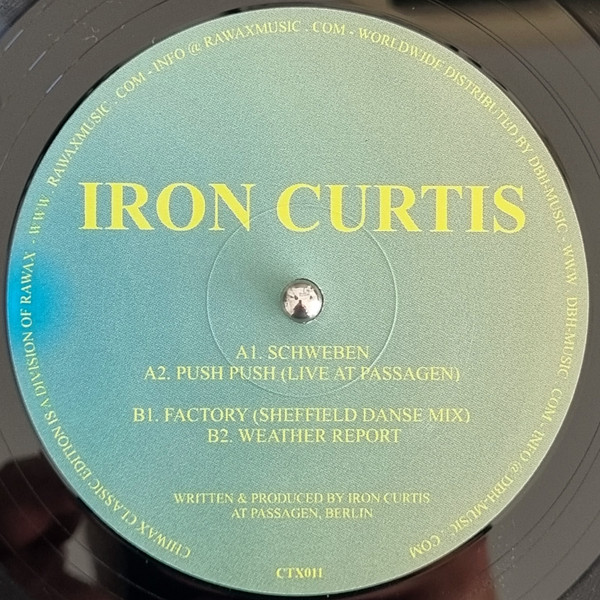 IRON CURTIS
A1. SCHWEBEN
A2. PUSH PUSH (LIVE AT PASSAGEN)
B1. FACTORY (SHEFFIELD DANSE MIX)
B2. WEATHER REPORT
WRITTEN & PRODUCED BY IRON CURTIS
AT PASSAGEN, BERLIN
CTX011
CHIWAX CLASSIC EDITION IS A DIVISION OF RAWAX - WWW . RAWAXMUSIC . COM - INFO @ RAWAXMUSIC . COM - WORLDWIDE DISTRIBUTED BY DBH-MUSIC - WWW . DBH-MUSIC . COM - INFO @ DBH-MUSIC . COM